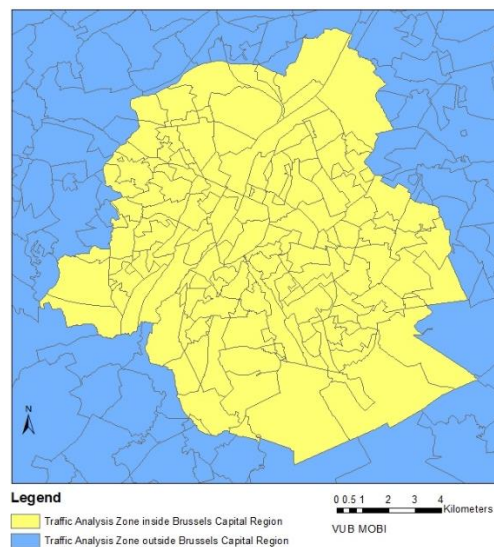 N
Legend
Traffic Analysis Zone inside Brussels Capital Region
Traffic Analysis Zone outside Brussels Capital Region
0 0.5 1 2 3 4
Kilometers
VUB MOBI